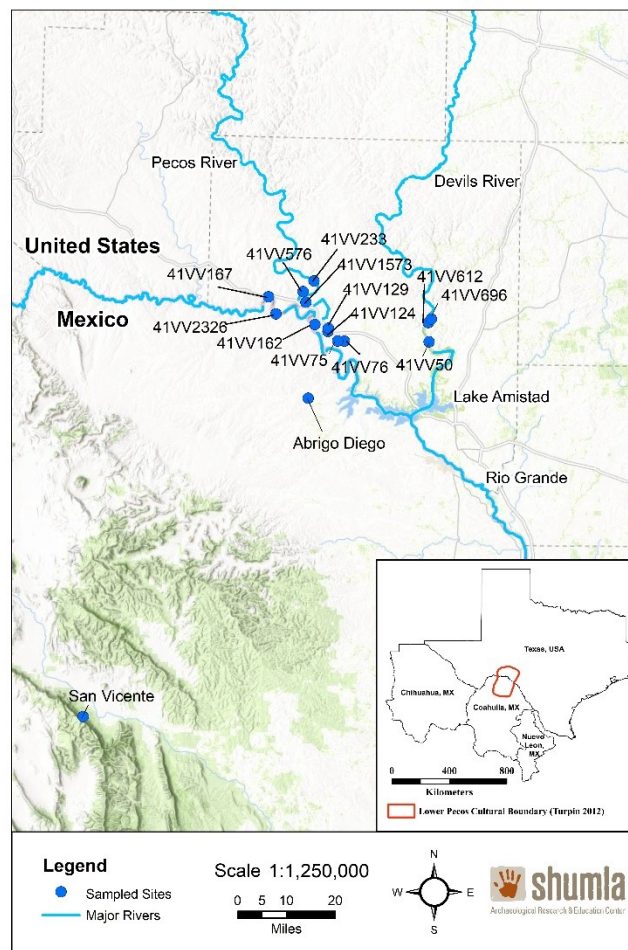 Pecos River
Devils River
United States
41VV233
41VV576
41VV1573
41VV612
41VV167
41VV129
41VV696
Mexico
41VV124
41VV2326
41VV162
41VV75
41VV76
41VV50
Lake Amistad
Abrigo Diego
Rio Grande
San Vicente
Texas, USA
Chihuahua, MX
Coahuila, MX
Nuevo
Leon,
MX
0 400 800
Kilometers
Lower Pecos Cultural Boundary (Turpin 2012)
Legend
Sampled Sites
Major Rivers
Scale 1:1,250,000
0 5 10 20
Miles
N
W E
S
shumla
Archaeological Research & Education Center